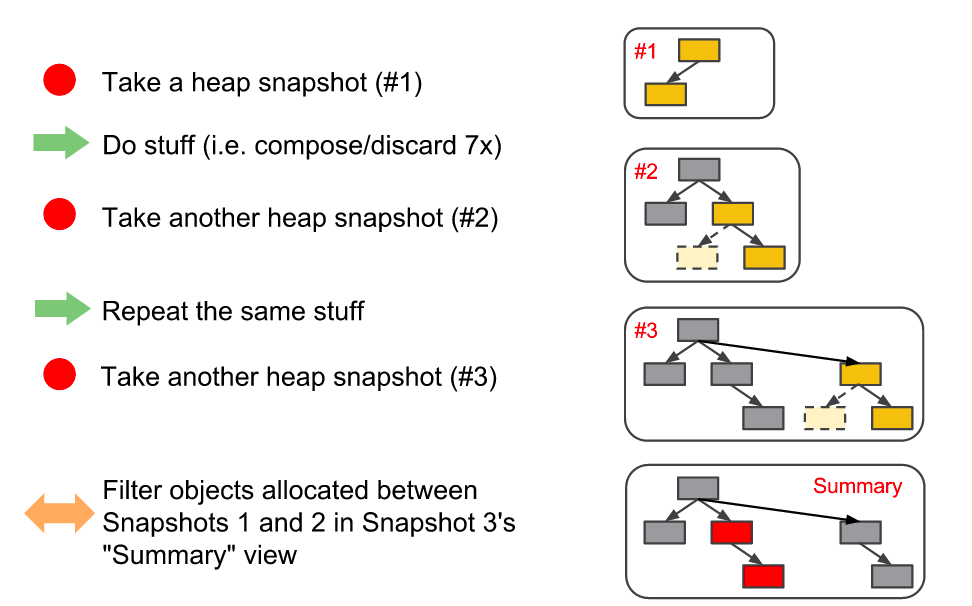 #1
Take a heap snapshot (#1)
Do stuff (i.e. compose/discard 7x)
#2
Take another heap snapshot (#2)
Repeat the same stuff
#3
Take another heap snapshot (#3)
Filter objects allocated between
Snapshots 1 and 2 in Snapshot 3's
"Summary" view
Summary